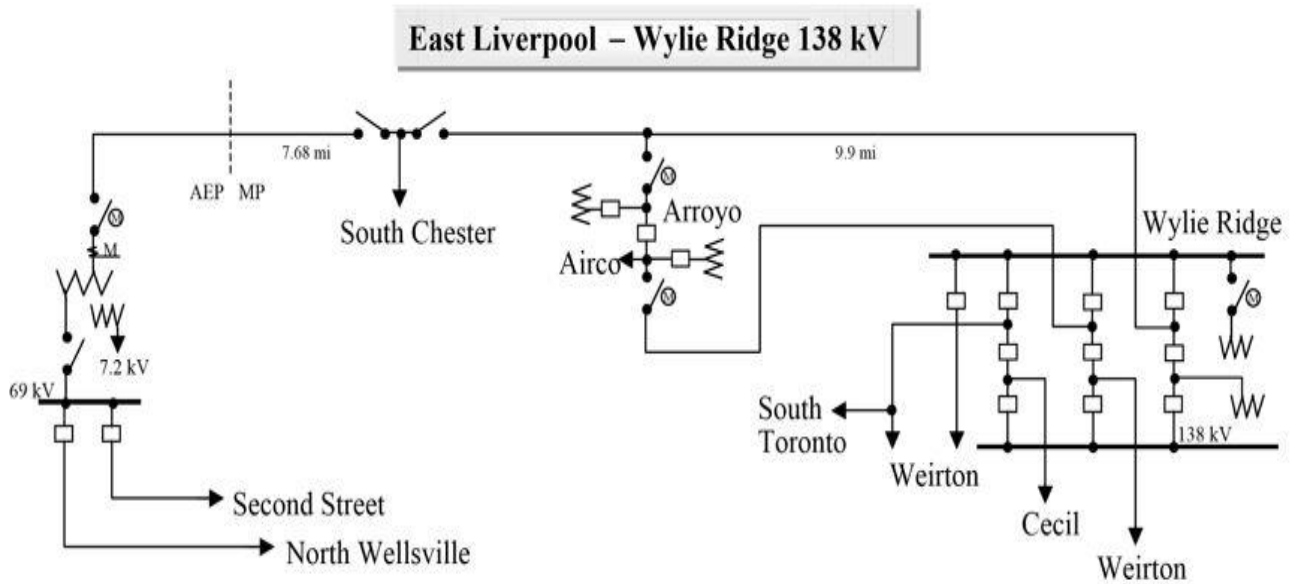 East Liverpool – Wylie Ridge 138 kV
7.68 mi
9.9 mi
AEP MP
M
M
Arroyo
South Chester
Wylie Ridge
M
Airco
M
M
7.2 kV
69 kV
South
Toronto
138 kV
Weirton
Second Street
Cecil
North Wellsville
Weirton